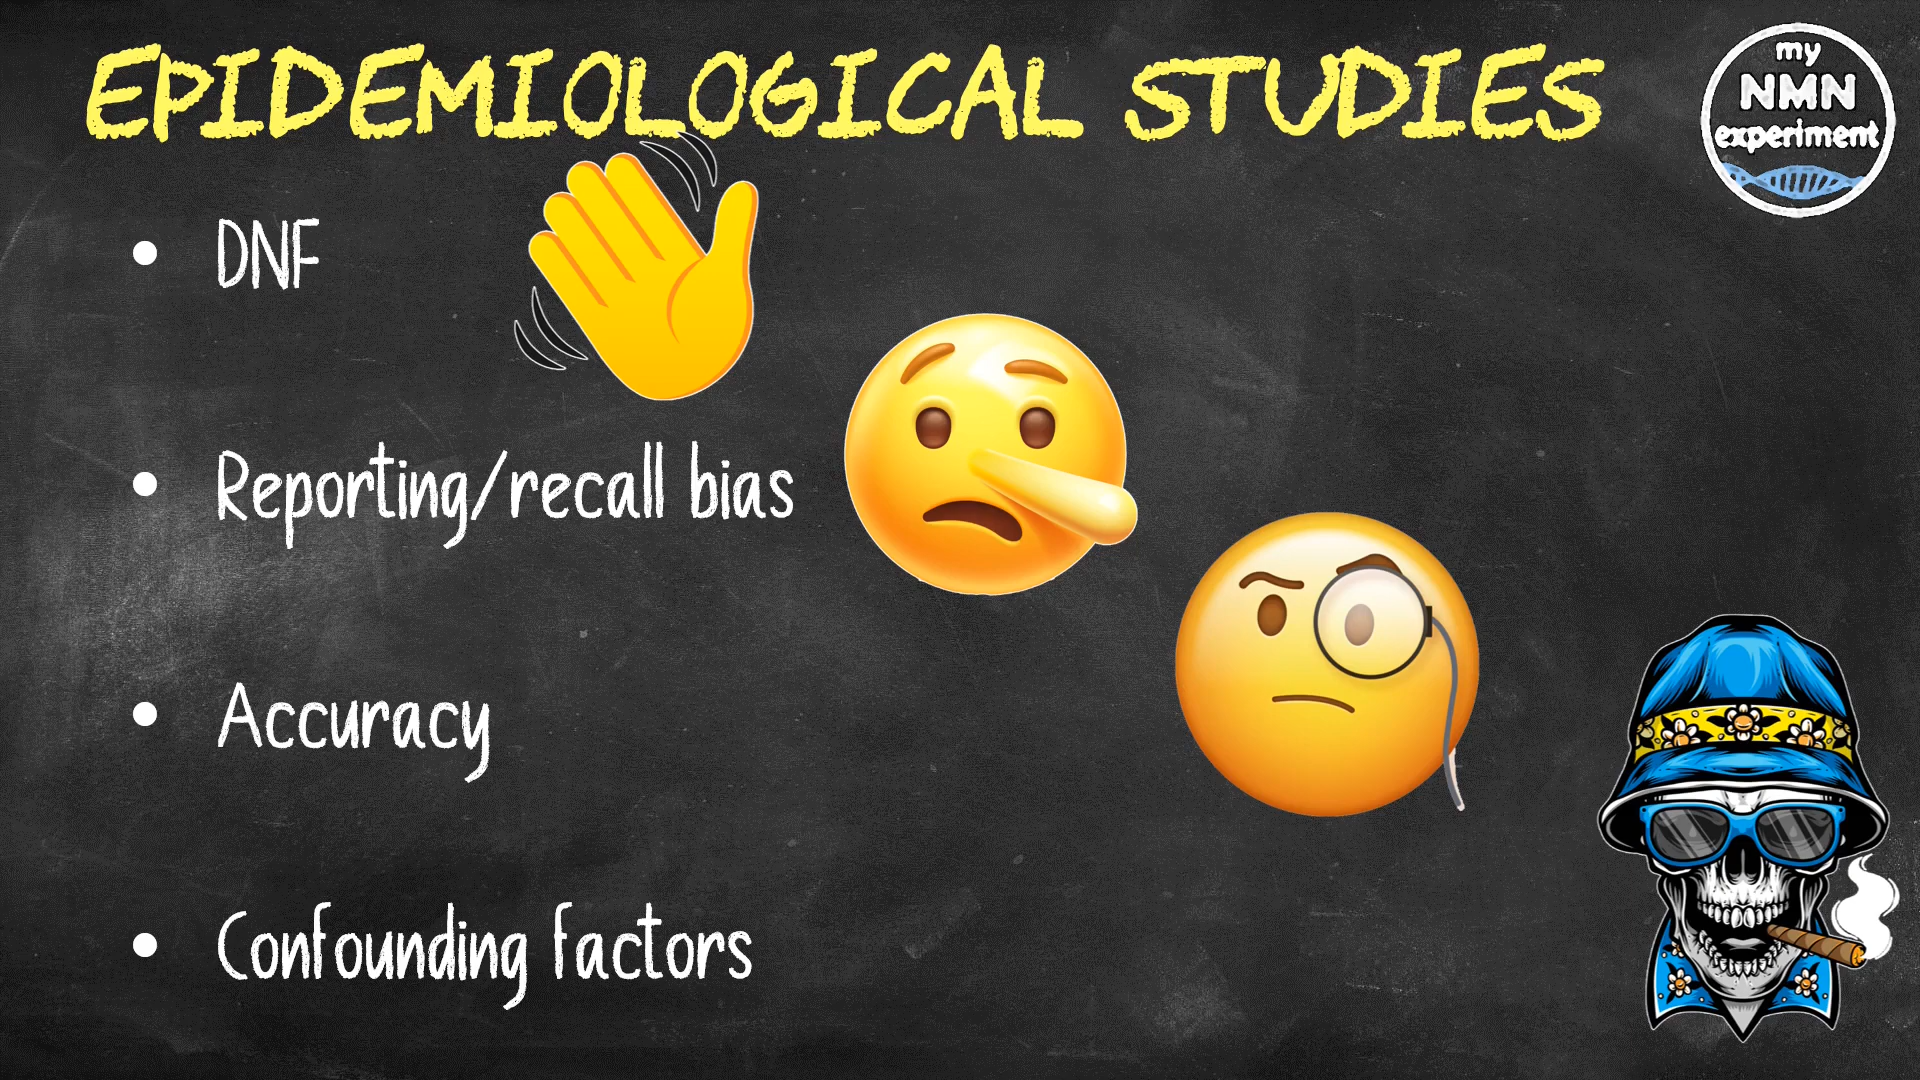 EPIDEMIOLOGICAL STUDIES
my
NMN
experiment
DNF
Reporting/recall bias
Accuracy
Confounding factors